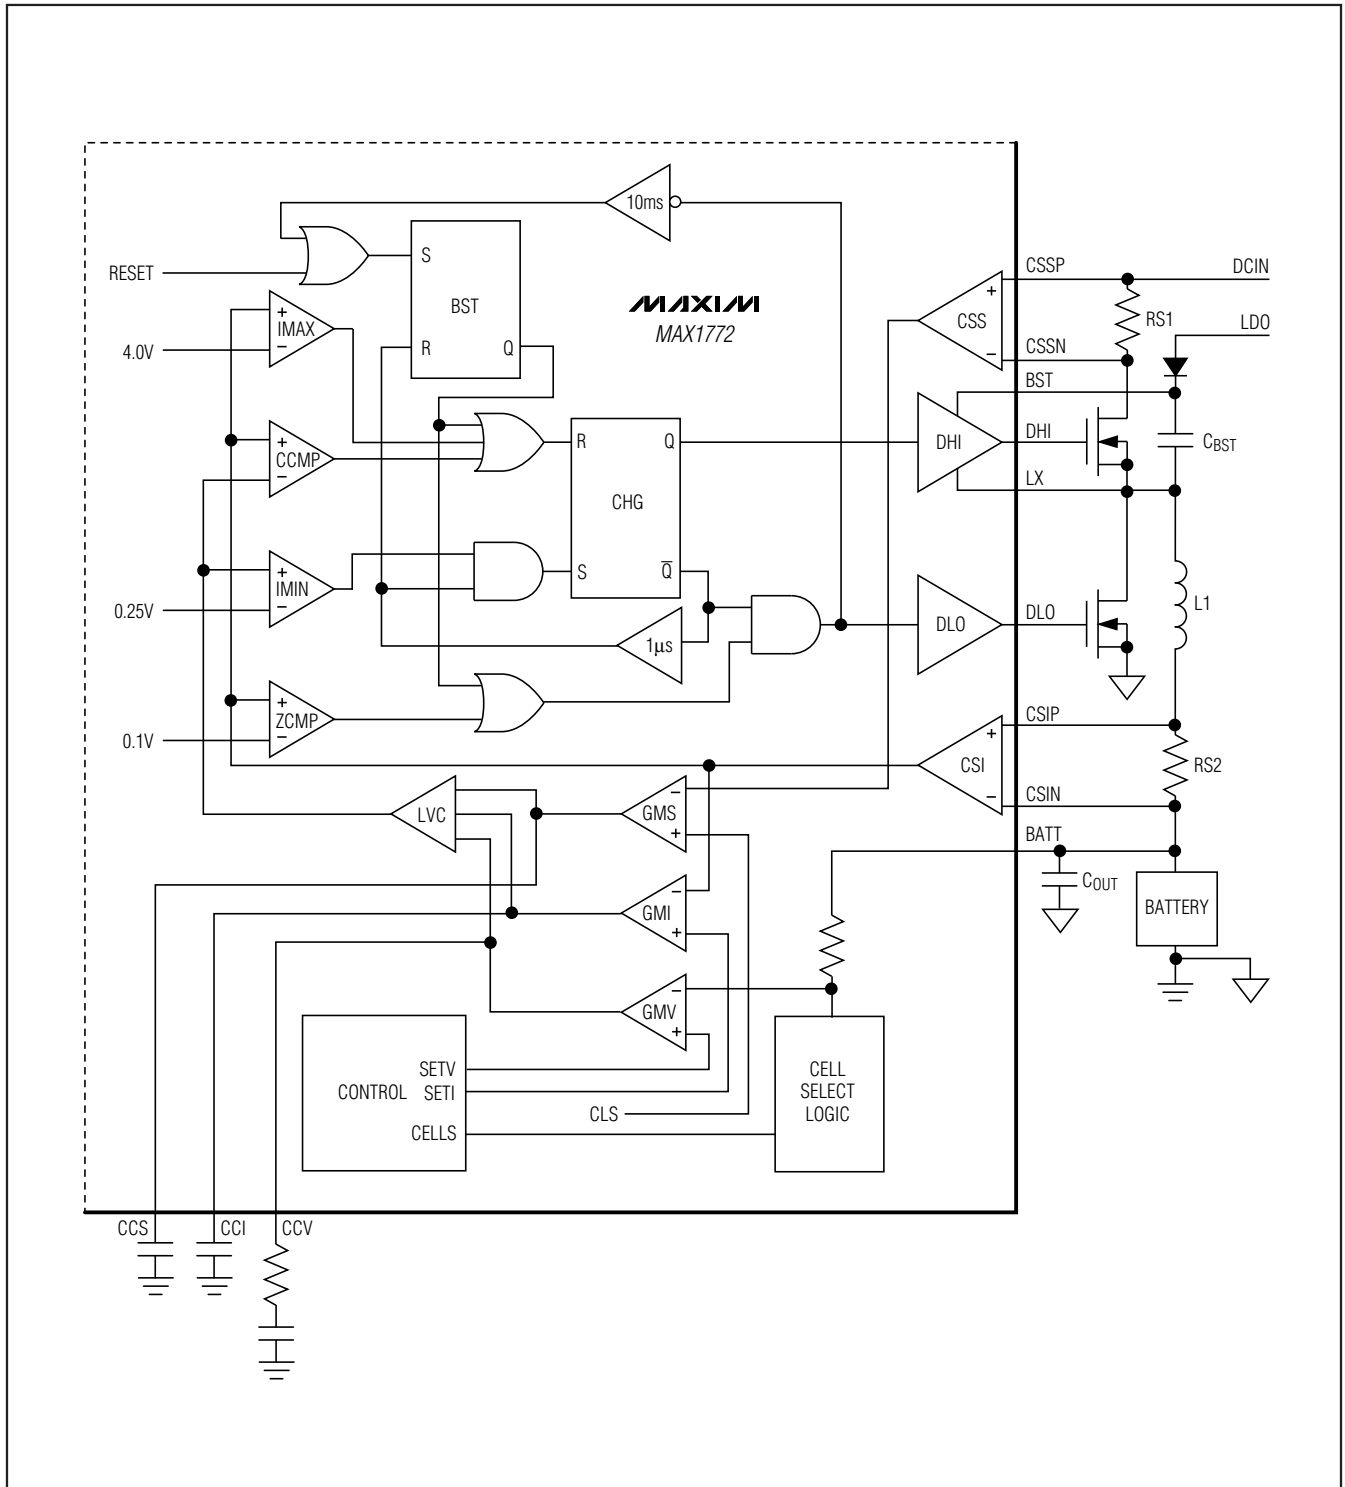 10ms
RESET
S
BST
R
Q
MAXIM
MAX1772
IMAX
+
−
4.0V
CCMP
+
−
R
Q
CHG
S
Q̅
IMIN
+
−
0.25V
1μs
ZCMP
+
−
0.1V
CSS
+
−
CSSP
DCIN
RS1
LDO
CSSN
BST
DHI
DHI
CBST
LX
DLO
DLO
L1
CSIP
CSI
+
−
RS2
CSIN
BATT
COUT
BATTERY
LVC
GMS
−
+
GMI
−
+
GMV
−
+
SETV
CONTROL SETI
CLS
CELLS
CELL
SELECT
LOGIC
CCS
CCI
CCV